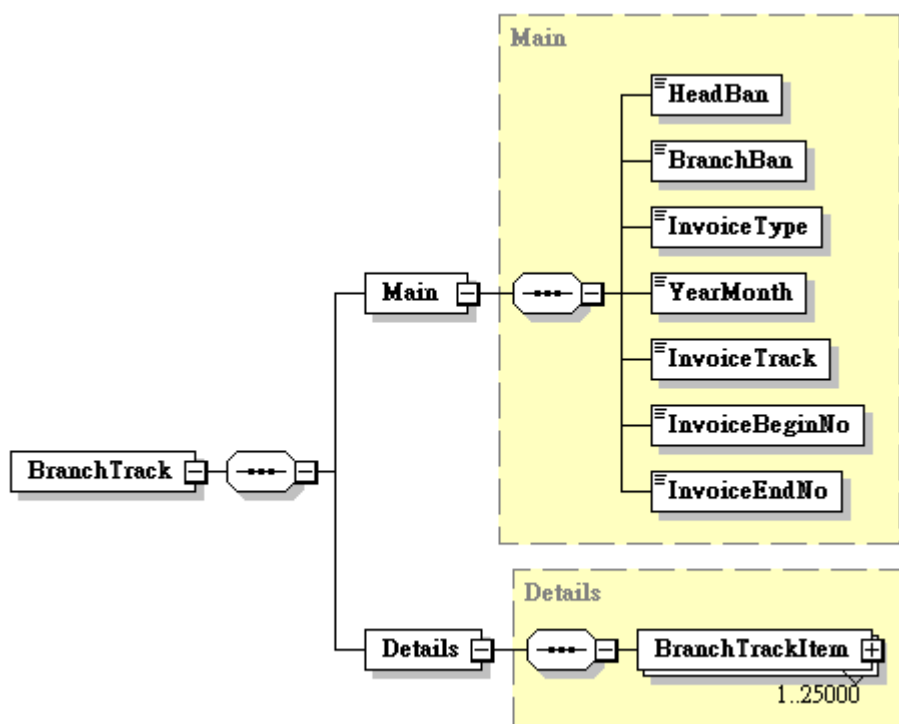 Main
HeadBan
BranchBan
InvoiceType
Main
YearMonth
InvoiceTrack
InvoiceBeginNo
BranchTrack
InvoiceEndNo
Details
Details
BranchTrackItem
1..25000